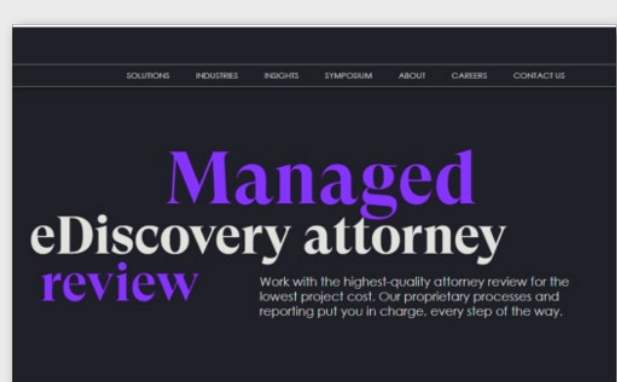 SOLUTIONS INDUSTRIES INSIGHTS SYMPOSIUM ABOUT CAREERS CONTACT US
Managed
eDiscovery attorney
review
Work with the highest-quality attorney review for the
lowest project cost. Our proprietary processes and
reporting put you in charge, every step of the way.